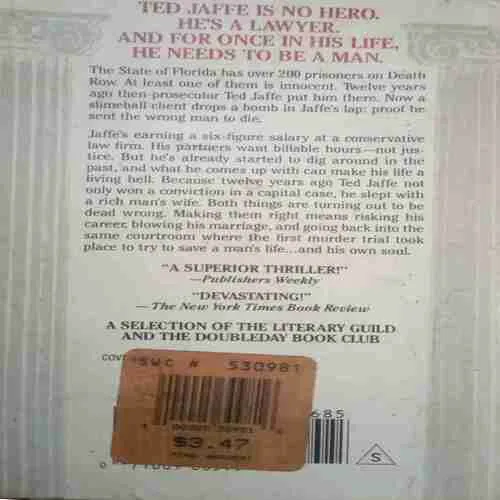 TED JAFFE IS NO HERO.
HE'S A LAWYER.
AND FOR ONCE IN HIS LIFE,
HE NEEDS TO BE A MAN.
The State of Florida has over 200 prisoners on Death
Row. At least one of them is innocent. Twelve years
ago then-prosecutor Ted Jaffe put him there. Now a
slimeball client drops a bomb in Jaffe's lap: proof he
sent the wrong man to die.
Jaffe's earning a six-figure salary at a conservative
law firm. His partners want billable hours—not jus-
tice. But he's already started to dig around in the
past, and what he comes up with can make his life a
living hell. Because twelve years ago Ted Jaffe not
only won a conviction in a capital case, he slept with
a rich man's wife. Both things are turning out to be
dead wrong. Making them right means risking his
career, blowing his marriage, and going back into the
same courtroom where the first murder trial took
place to try to save a man's life...and his own soul.
"A SUPERIOR THRILLER!"
—Publishers Weekly
"DEVASTATING!"
—The New York Times Book Review
A SELECTION OF THE LITERARY GUILD
AND THE DOUBLEDAY BOOK CLUB
SWC # 530981
685
$3.47
S